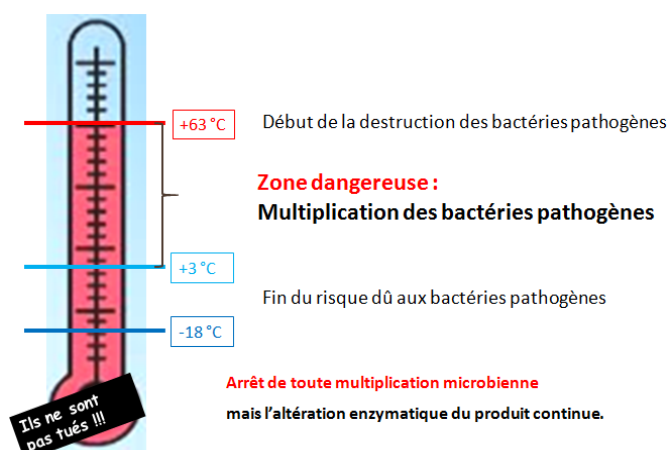 +63 °C
Début de la destruction des bactéries pathogènes
Zone dangereuse :
Multiplication des bactéries pathogènes
+3 °C
Fin du risque dû aux bactéries pathogènes
-18 °C
Arrêt de toute multiplication microbienne
mais l’altération enzymatique du produit continue.
Ils ne sont
pas tués !!!